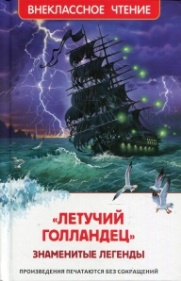 ВНЕКЛАССНОЕ ЧТЕНИЕ
«ЛЕТУЧИЙ
ГОЛЛАНДЕЦ»
ЗНАМЕНИТЫЕ ЛЕГЕНДЫ
ПРОИЗВЕДЕНИЯ ПЕЧАТАЮТСЯ БЕЗ СОКРАЩЕНИЙ